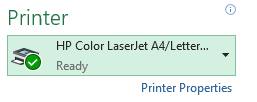 Printer
HP Color LaserJet A4/Letter...
Ready
Printer Properties